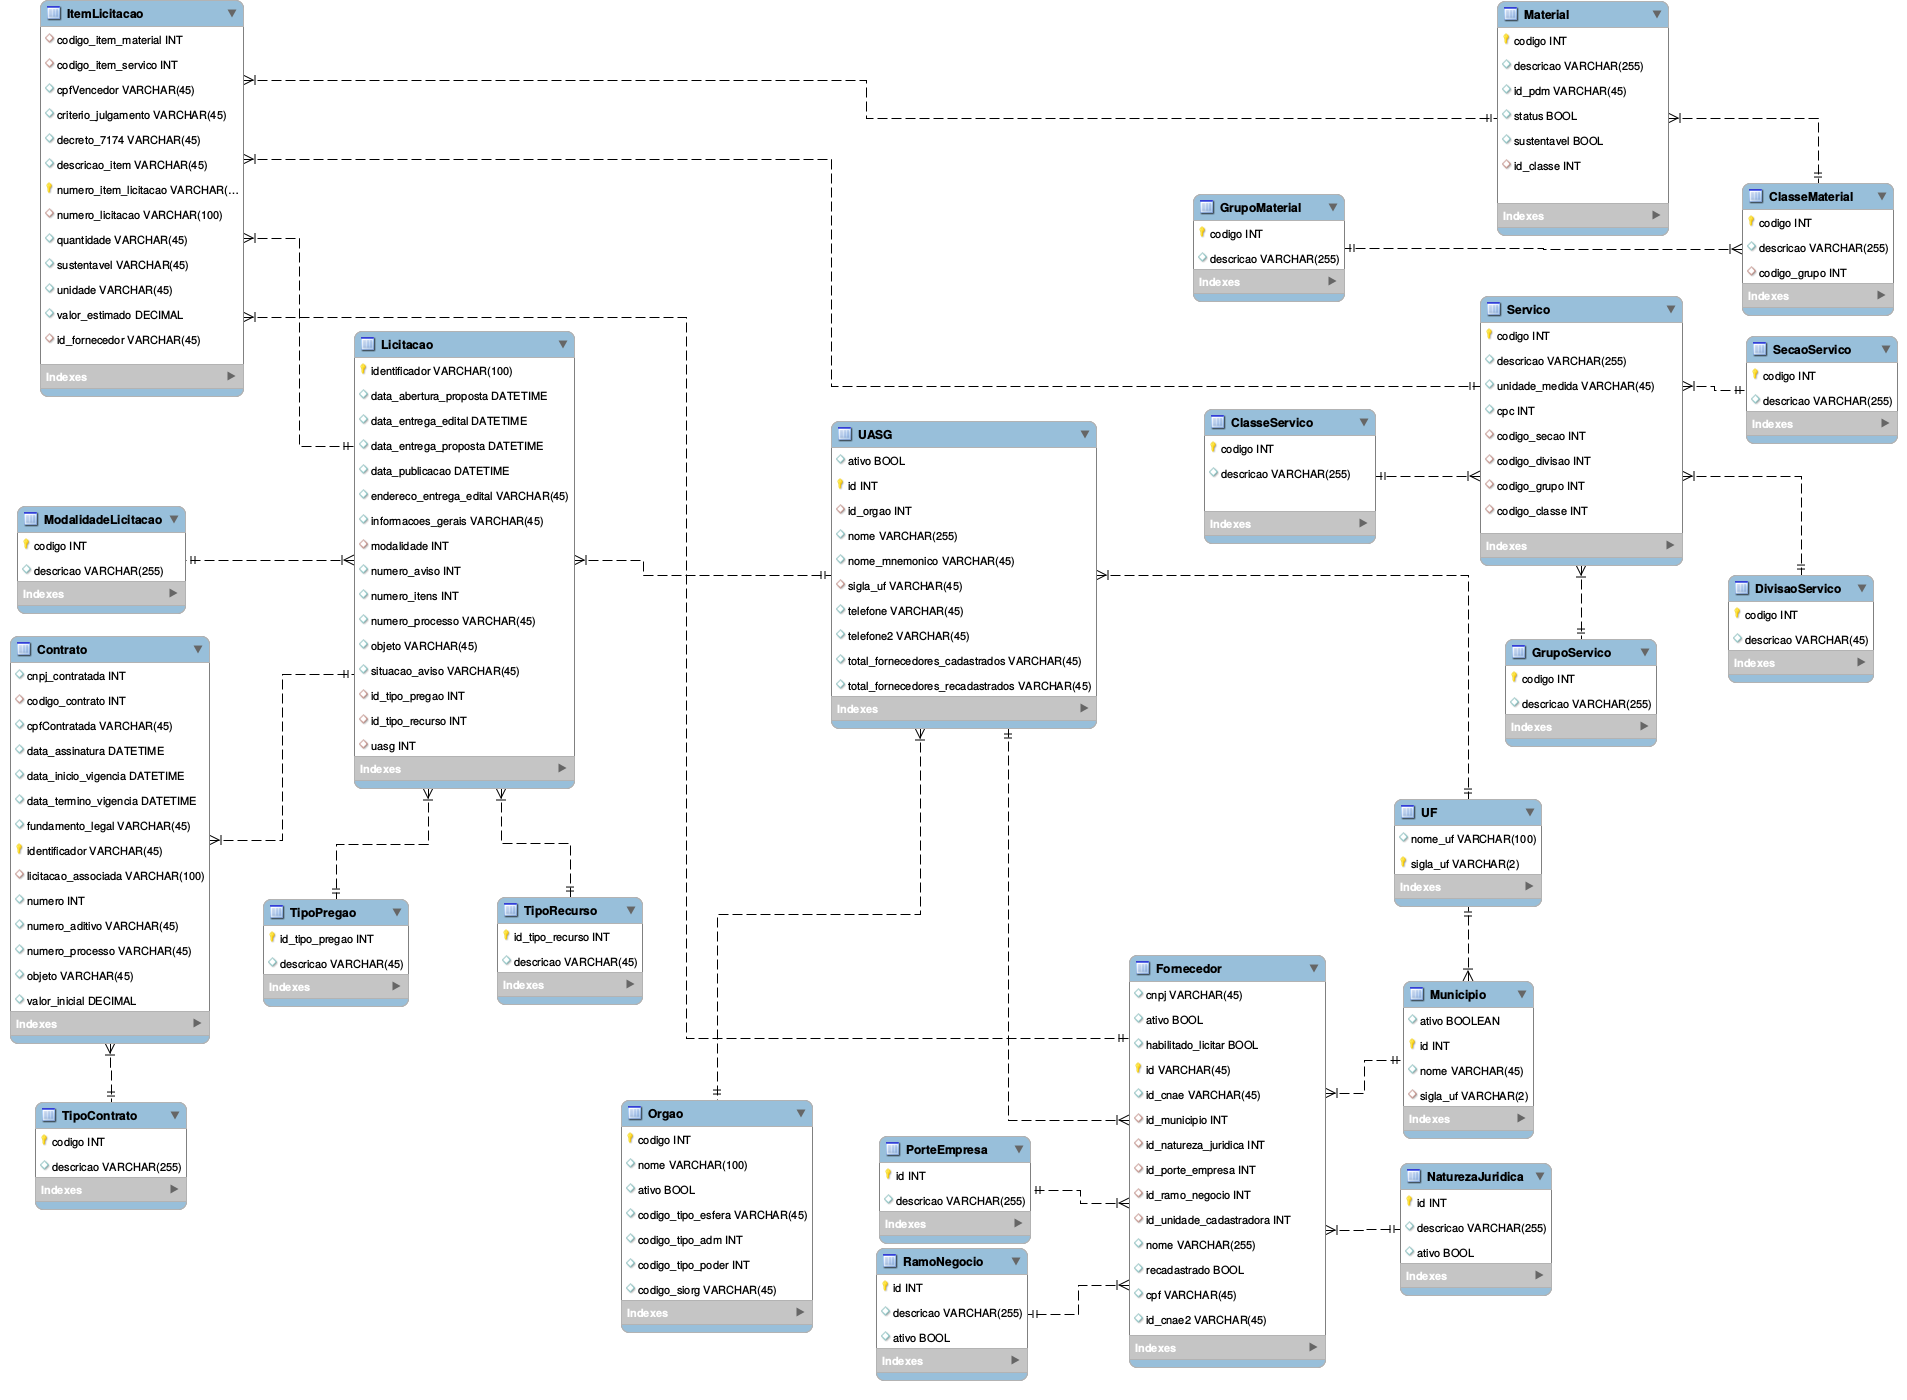 ItemLicitacao
codigo_item_material INT
codigo_item_servico INT
cpfVencedor VARCHAR(45)
criterio_julgamento VARCHAR(45)
decreto_7174 VARCHAR(45)
descricao_item VARCHAR(45)
numero_item_licitacao VARCHAR(...
numero_licitacao VARCHAR(100)
quantidade VARCHAR(45)
sustentavel VARCHAR(45)
unidade VARCHAR(45)
valor_estimado DECIMAL
id_fornecedor VARCHAR(45)
Indexes
Material
codigo INT
descricao VARCHAR(255)
id_pdm VARCHAR(45)
status BOOL
sustentavel BOOL
id_classe INT
Indexes
GrupoMaterial
codigo INT
descricao VARCHAR(255)
Indexes
ClasseMaterial
codigo INT
descricao VARCHAR(255)
codigo_grupo INT
Indexes
Servico
codigo INT
descricao VARCHAR(255)
unidade_medida VARCHAR(45)
cpc INT
codigo_secao INT
codigo_divisao INT
codigo_grupo INT
codigo_classe INT
Indexes
SecaoServico
codigo INT
descricao VARCHAR(255)
Indexes
Licitacao
identificador VARCHAR(100)
data_abertura_proposta DATETIME
data_entrega_edital DATETIME
data_entrega_proposta DATETIME
data_publicacao DATETIME
endereco_entrega_edital VARCHAR(45)
informacoes_gerais VARCHAR(45)
modalidade INT
numero_aviso INT
numero_itens INT
numero_processo VARCHAR(45)
objeto VARCHAR(45)
situacao_aviso VARCHAR(45)
id_tipo_pregao INT
id_tipo_recurso INT
uasg INT
Indexes
UASG
ativo BOOL
id INT
id_orgao INT
nome VARCHAR(255)
nome_mnemonico VARCHAR(45)
sigla_uf VARCHAR(45)
telefone VARCHAR(45)
telefone2 VARCHAR(45)
total_fornecedores_cadastrados VARCHAR(45)
total_fornecedores_recadastrados VARCHAR(45)
Indexes
ClasseServico
codigo INT
descricao VARCHAR(255)
Indexes
ModalidadeLicitacao
codigo INT
descricao VARCHAR(255)
Indexes
DivisaoServico
codigo INT
descricao VARCHAR(45)
Indexes
GrupoServico
codigo INT
descricao VARCHAR(255)
Indexes
Contrato
cnpj_contratada INT
codigo_contrato INT
cpfContratada VARCHAR(45)
data_assinatura DATETIME
data_inicio_vigencia DATETIME
data_termino_vigencia DATETIME
fundamento_legal VARCHAR(45)
identificador VARCHAR(45)
licitacao_associada VARCHAR(100)
numero INT
numero_aditivo VARCHAR(45)
numero_processo VARCHAR(45)
objeto VARCHAR(45)
valor_inicial DECIMAL
Indexes
UF
nome_uf VARCHAR(100)
sigla_uf VARCHAR(2)
Indexes
TipoPregao
id_tipo_pregao INT
descricao VARCHAR(45)
Indexes
TipoRecurso
id_tipo_recurso INT
descricao VARCHAR(45)
Indexes
Fornecedor
cnpj VARCHAR(45)
ativo BOOL
habilitado_licitar BOOL
id VARCHAR(45)
id_cnae VARCHAR(45)
id_municipio INT
id_natureza_juridica INT
id_porte_empresa INT
id_ramo_negocio INT
id_unidade_cadastradora INT
nome VARCHAR(255)
recadastrado BOOL
cpf VARCHAR(45)
id_cnae2 VARCHAR(45)
Indexes
Municipio
ativo BOOLEAN
id INT
nome VARCHAR(45)
sigla_uf VARCHAR(2)
Indexes
TipoContrato
codigo INT
descricao VARCHAR(255)
Indexes
Orgao
codigo INT
nome VARCHAR(100)
ativo BOOL
codigo_tipo_esfera VARCHAR(45)
codigo_tipo_adm INT
codigo_tipo_poder INT
codigo_siorg VARCHAR(45)
Indexes
PorteEmpresa
id INT
descricao VARCHAR(255)
Indexes
NaturezaJuridica
id INT
descricao VARCHAR(255)
ativo BOOL
Indexes
RamoNegocio
id INT
descricao VARCHAR(255)
ativo BOOL
Indexes